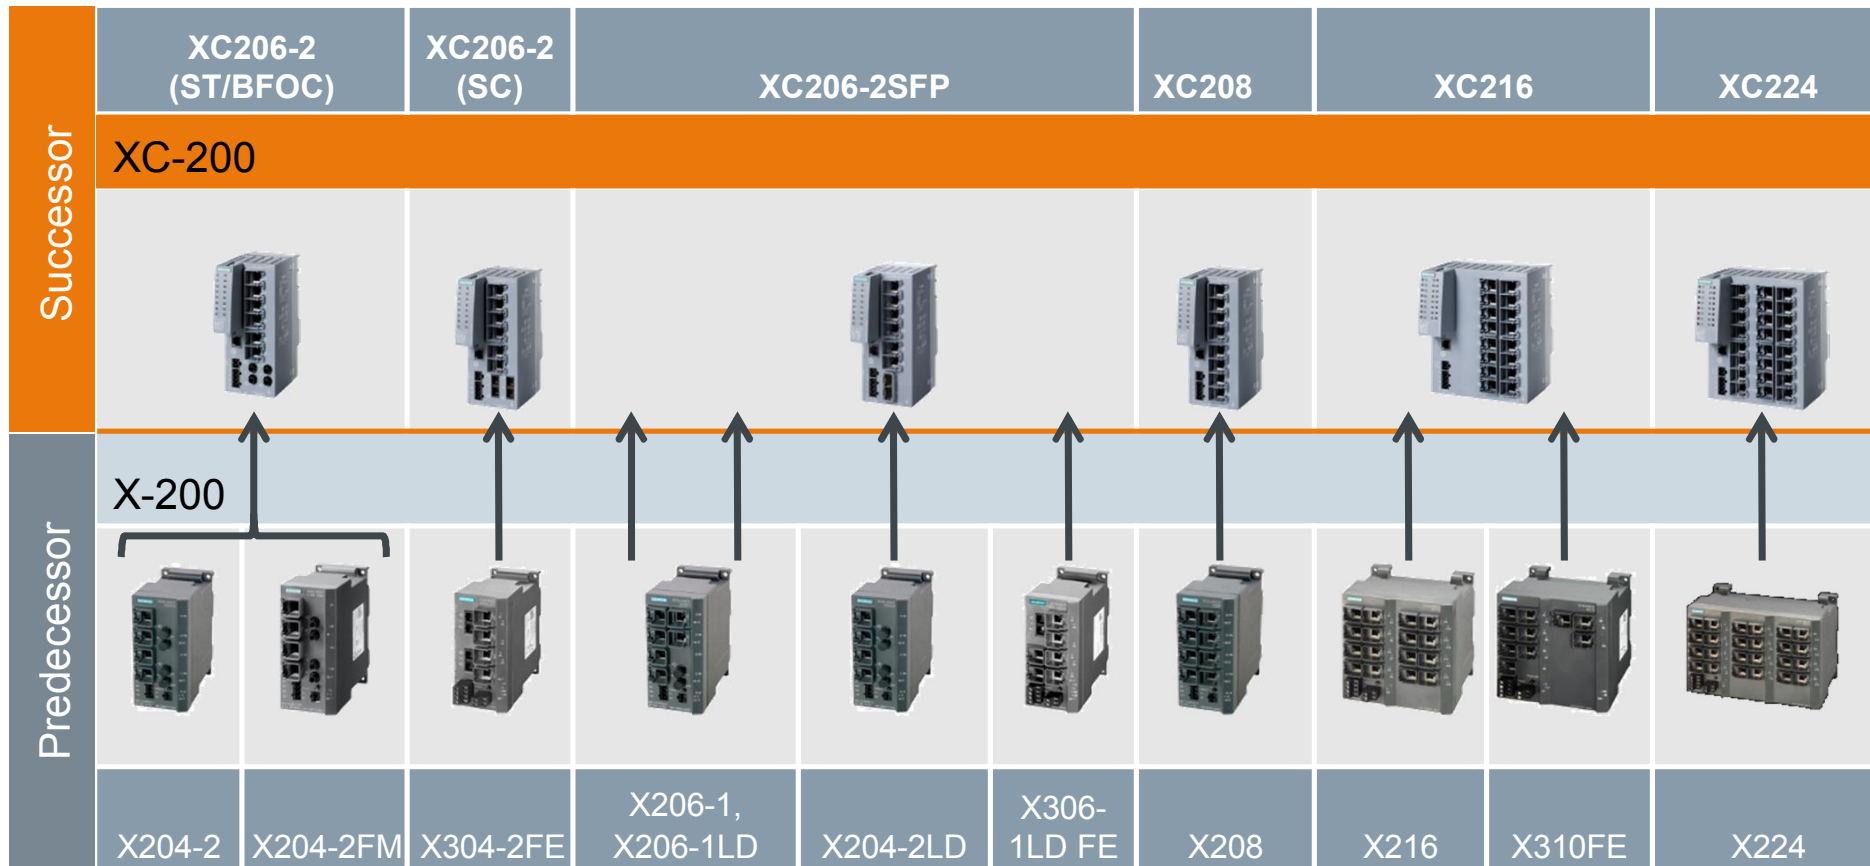 XC206-2
(ST/BFOC)
XC206-2
(SC)
XC206-2SFP
XC208
XC216
XC224
Successor
XC-200
X-200
Predecessor
X204-2
X204-2FM
X304-2FE
X206-1,
X206-1LD
X204-2LD
X306-
1LD FE
X208
X216
X310FE
X224